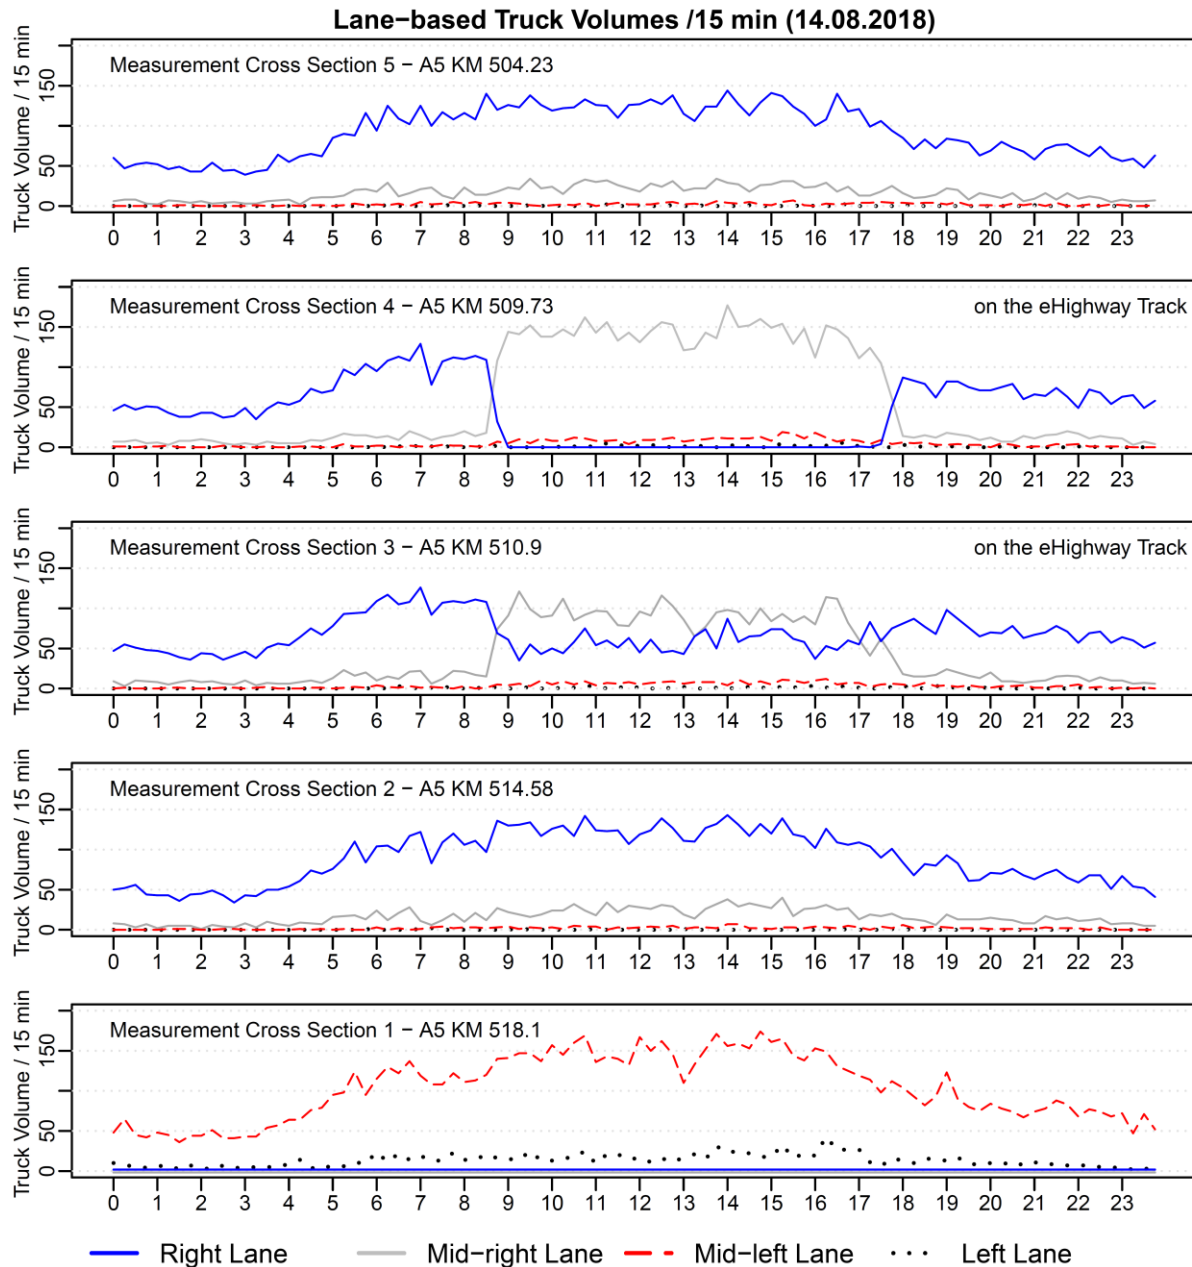 Lane−based Truck Volumes /15 min (14.08.2018)
Truck Volume / 15 min
Measurement Cross Section 5 − A5 KM 504.23
150
50
0
0 1 2 3 4 5 6 7 8 9 10 11 12 13 14 15 16 17 18 19 20 21 22 23
Truck Volume / 15 min
Measurement Cross Section 4 − A5 KM 509.73 on the eHighway Track
150
50
0
0 1 2 3 4 5 6 7 8 9 10 11 12 13 14 15 16 17 18 19 20 21 22 23
Truck Volume / 15 min
Measurement Cross Section 3 − A5 KM 510.9 on the eHighway Track
150
50
0
0 1 2 3 4 5 6 7 8 9 10 11 12 13 14 15 16 17 18 19 20 21 22 23
Truck Volume / 15 min
Measurement Cross Section 2 − A5 KM 514.58
150
50
0
0 1 2 3 4 5 6 7 8 9 10 11 12 13 14 15 16 17 18 19 20 21 22 23
Truck Volume / 15 min
Measurement Cross Section 1 − A5 KM 518.1
150
50
0
0 1 2 3 4 5 6 7 8 9 10 11 12 13 14 15 16 17 18 19 20 21 22 23
Right Lane Mid−right Lane Mid−left Lane Left Lane